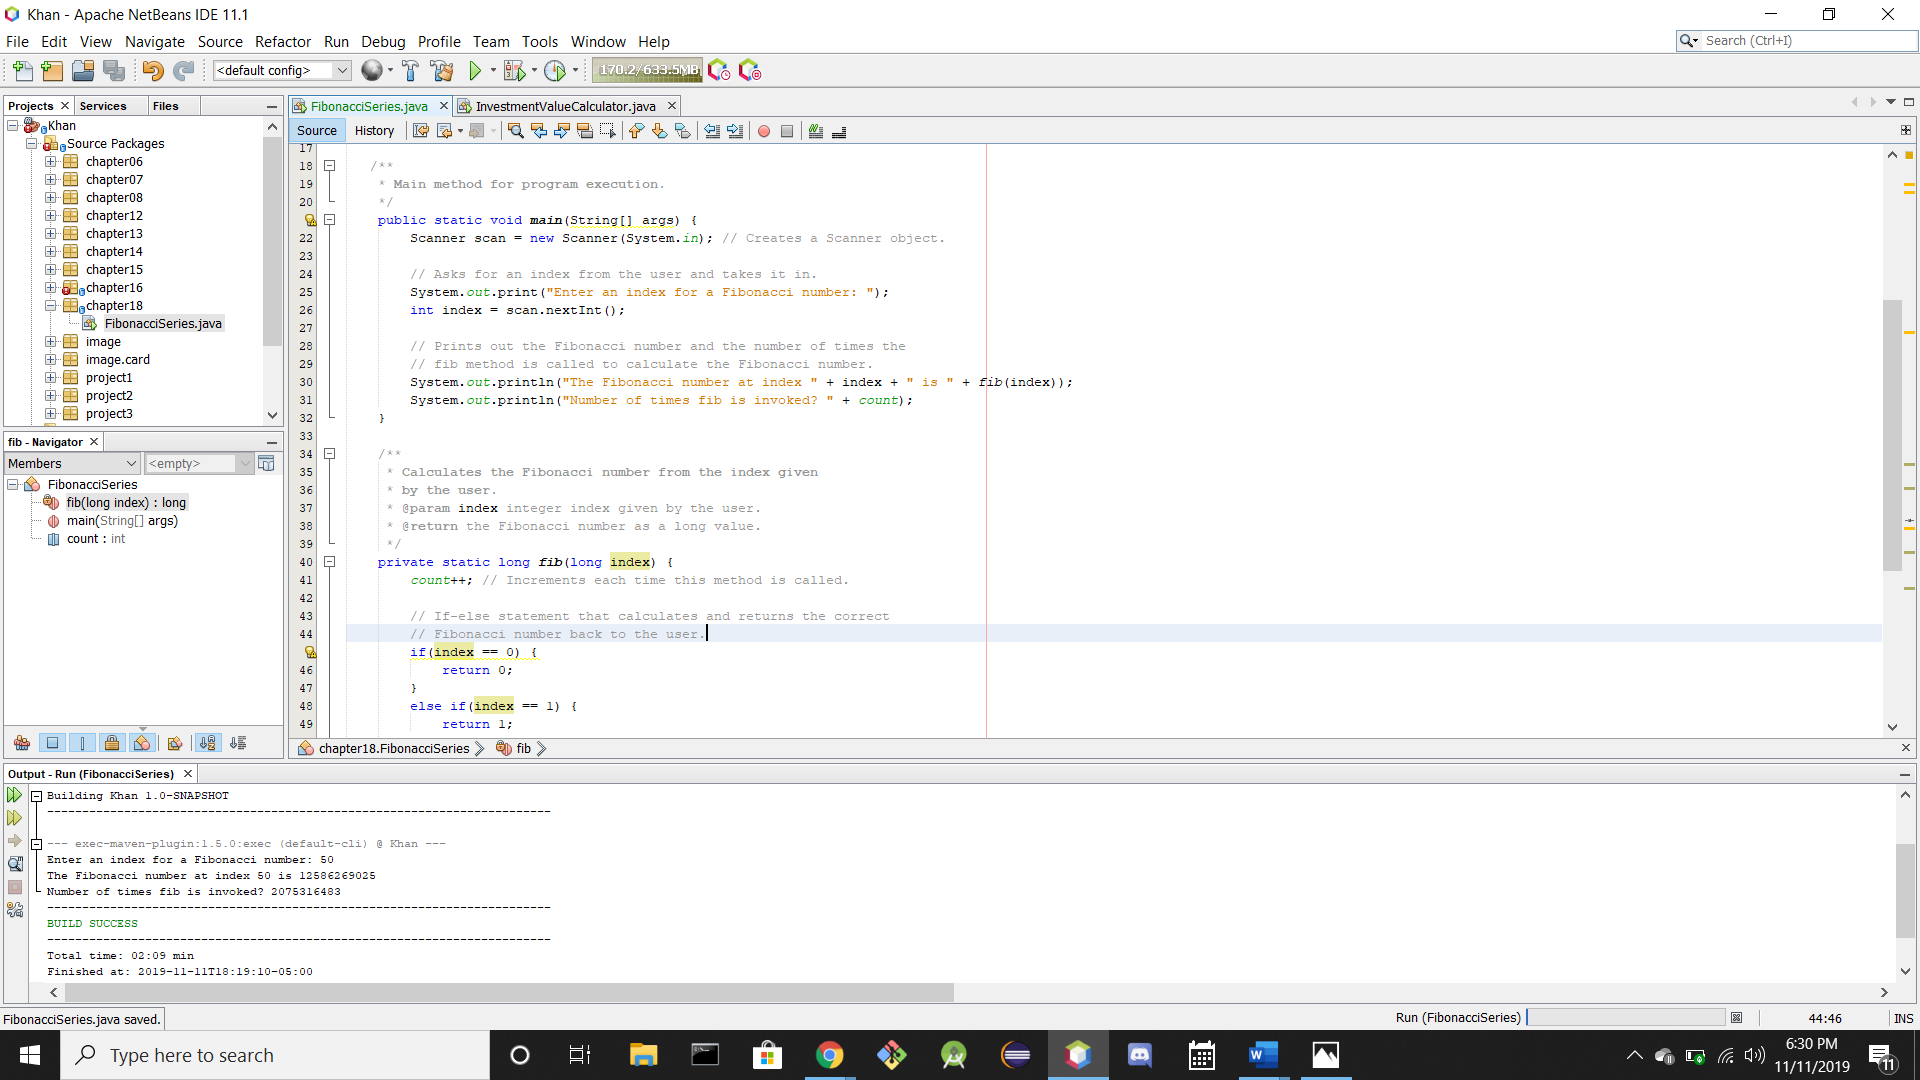 Khan - Apache NetBeans IDE 11.1
File Edit View Navigate Source Refactor Run Debug Profile Team Tools Window Help
Search (Ctrl+I)
<default config>
170.2/633.5MB
Projects Services Files
Khan
Source Packages
chapter06
chapter07
chapter08
chapter12
chapter13
chapter14
chapter15
chapter16
chapter18
FibonacciSeries.java
image
image.card
project1
project2
project3
fib - Navigator
Members <empty>
FibonacciSeries
fib(long index) : long
main(String[] args)
count : int
FibonacciSeries.java InvestmentValueCalculator.java
Source History
17
18 /**
19 * Main method for program execution.
20 */
public static void main(String[] args) {
22 Scanner scan = new Scanner(System.in); // Creates a Scanner object.
23
24 // Asks for an index from the user and takes it in.
25 System.out.print("Enter an index for a Fibonacci number: ");
26 int index = scan.nextInt();
27
28 // Prints out the Fibonacci number and the number of times the
29 // fib method is called to calculate the Fibonacci number.
30 System.out.println("The Fibonacci number at index " + index + " is " + fib(index));
31 System.out.println("Number of times fib is invoked? " + count);
32 }
33
34 /**
35 * Calculates the Fibonacci number from the index given
36 * by the user.
37 * @param index integer index given by the user.
38 * @return the Fibonacci number as a long value.
39 */
40 private static long fib(long index) {
41 count++; // Increments each time this method is called.
42
43 // If-else statement that calculates and returns the correct
44 // Fibonacci number back to the user.
if(index == 0) {
46 return 0;
47 }
48 else if(index == 1) {
49 return 1;
chapter18.FibonacciSeries fib
Output - Run (FibonacciSeries)
Building Khan 1.0-SNAPSHOT
------------------------------------------------------------------------
--- exec-maven-plugin:1.5.0:exec (default-cli) @ Khan ---
Enter an index for a Fibonacci number: 50
The Fibonacci number at index 50 is 12586269025
Number of times fib is invoked? 2075316483
------------------------------------------------------------------------
BUILD SUCCESS
------------------------------------------------------------------------
Total time: 02:09 min
Finished at: 2019-11-11T18:19:10-05:00
FibonacciSeries.java saved.
Run (FibonacciSeries)
44:46 INS
Type here to search
6:30 PM
11/11/2019
11